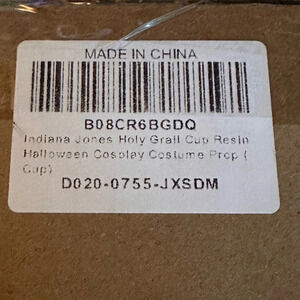 MADE IN CHINA
B08CR6BGDQ
Indiana Jones Holy Grail Cup Resin
Halloween Cosplay Costume Prop (
Cup)
D020-0755-JXSDM